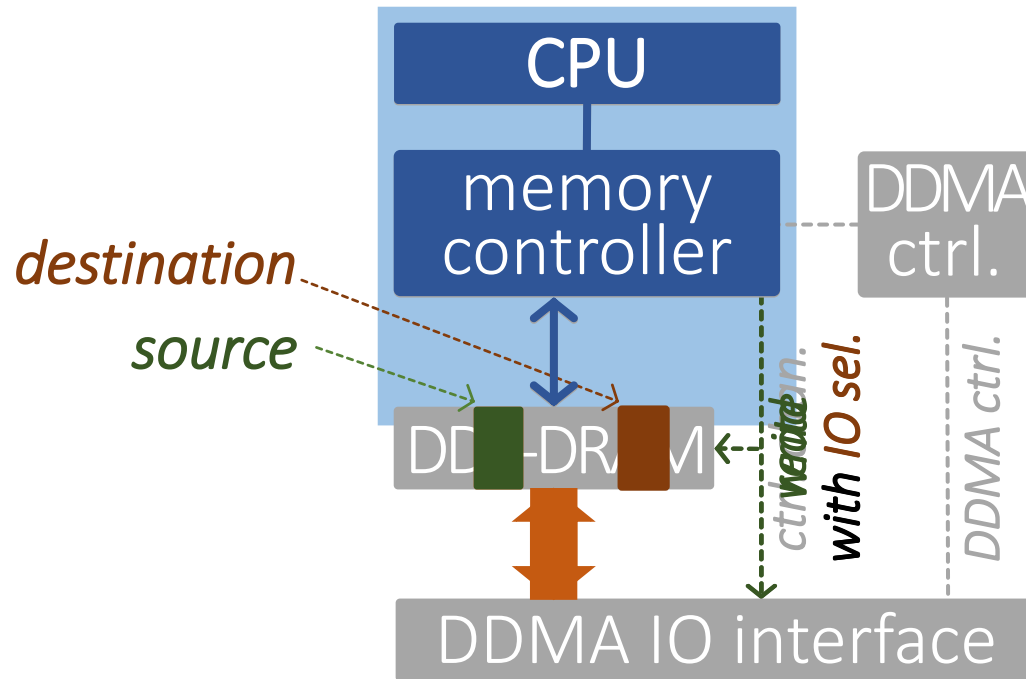 CPU
memory
controller
DDMA
ctrl.
destination
source
with IO sel.
DDMA ctrl.
DDMA IO interface